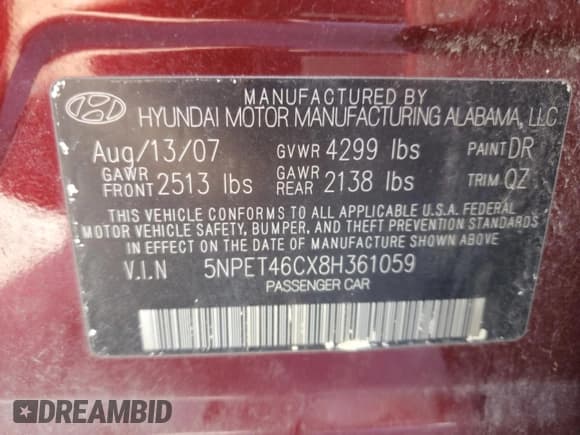 MANUFACTURED BY
HYUNDAI MOTOR MANUFACTURING ALABAMA, LLC
Aug/13/07 GVWR 4299 lbs PAINT DR
GAWR FRONT 2513 lbs GAWR REAR 2138 lbs TRIM QZ
THIS VEHICLE CONFORMS TO ALL APPLICABLE U.S.A. FEDERAL
MOTOR VEHICLE SAFETY, BUMPER, AND THEFT PREVENTION STANDARDS
IN EFFECT ON THE DATE OF MANUFACTURE SHOWN ABOVE.
V.I.N 5NPET46CX8H361059
PASSENGER CAR
DREAMBID